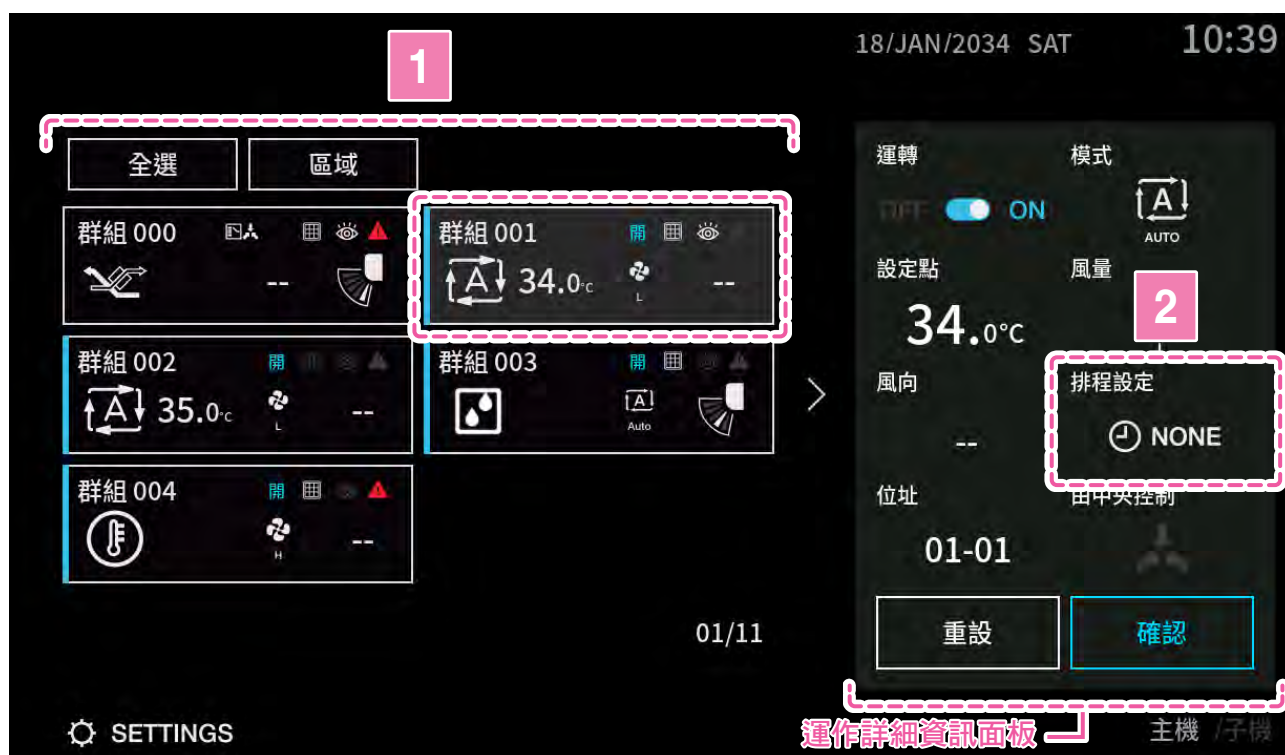 1
18/JAN/2034 SAT 10:39
全選 區域
群組 000 --
群組 001 開
A 34.0°C L --
群組 002 開
A 35.0°C L --
群組 003 開
A Auto
群組 004 開
H --
01/11
SETTINGS
運轉 模式
OFF ON A
AUTO
設定點 風量
34.0°C
2
風向 排程設定
-- NONE
位址 由中央控制
01-01
重設 確認
運作詳細資訊面板
主機 /子機